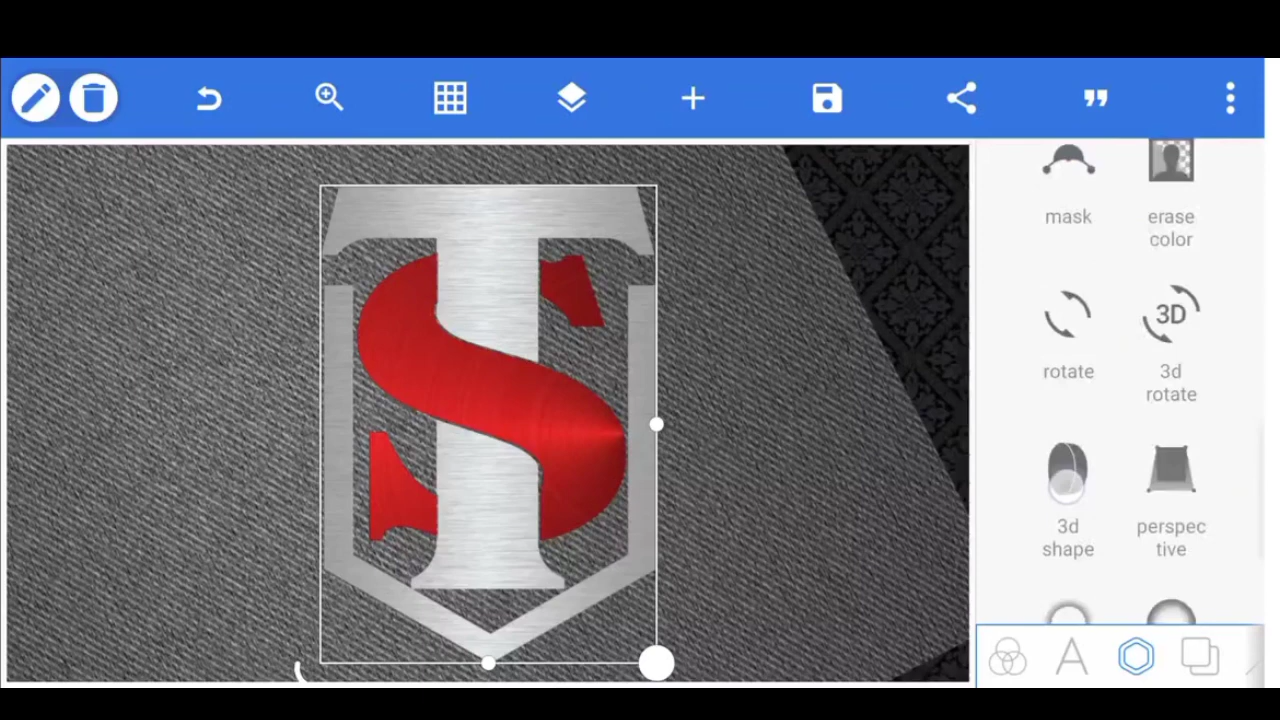 mask
erase
color
T
S
3D
rotate
3d
rotate
3d
shape
perspec
tive
A